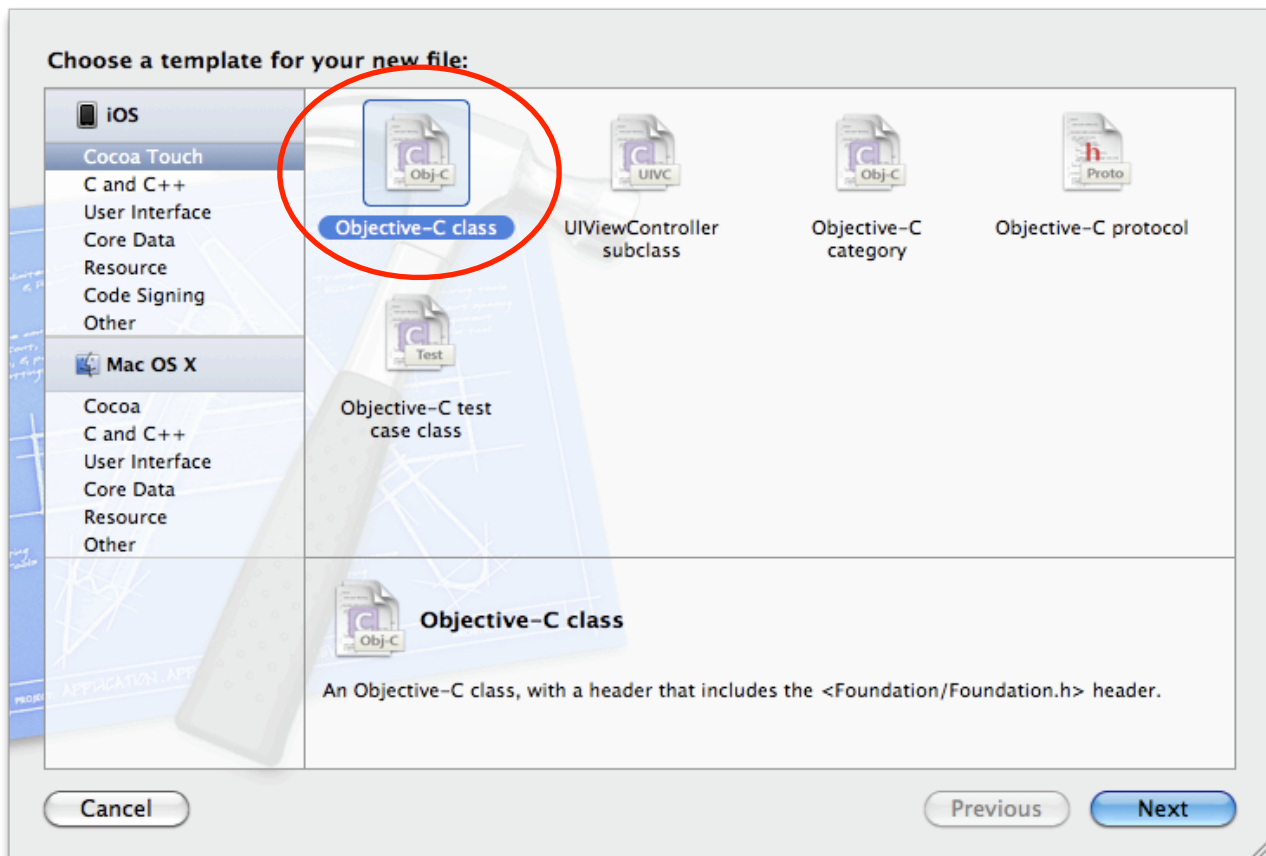 Choose a template for your new file:
iOS
Cocoa Touch
C and C++
User Interface
Core Data
Resource
Code Signing
Other
Mac OS X
Cocoa
C and C++
User Interface
Core Data
Resource
Other
Obj-C
Objective-C class
UIVC
UIViewController
subclass
Obj-C
Objective-C
category
h
Proto
Objective-C protocol
C
Test
Objective-C test
case class
C
Obj-C
Objective-C class
An Objective-C class, with a header that includes the <Foundation/Foundation.h> header.
Cancel
Previous
Next